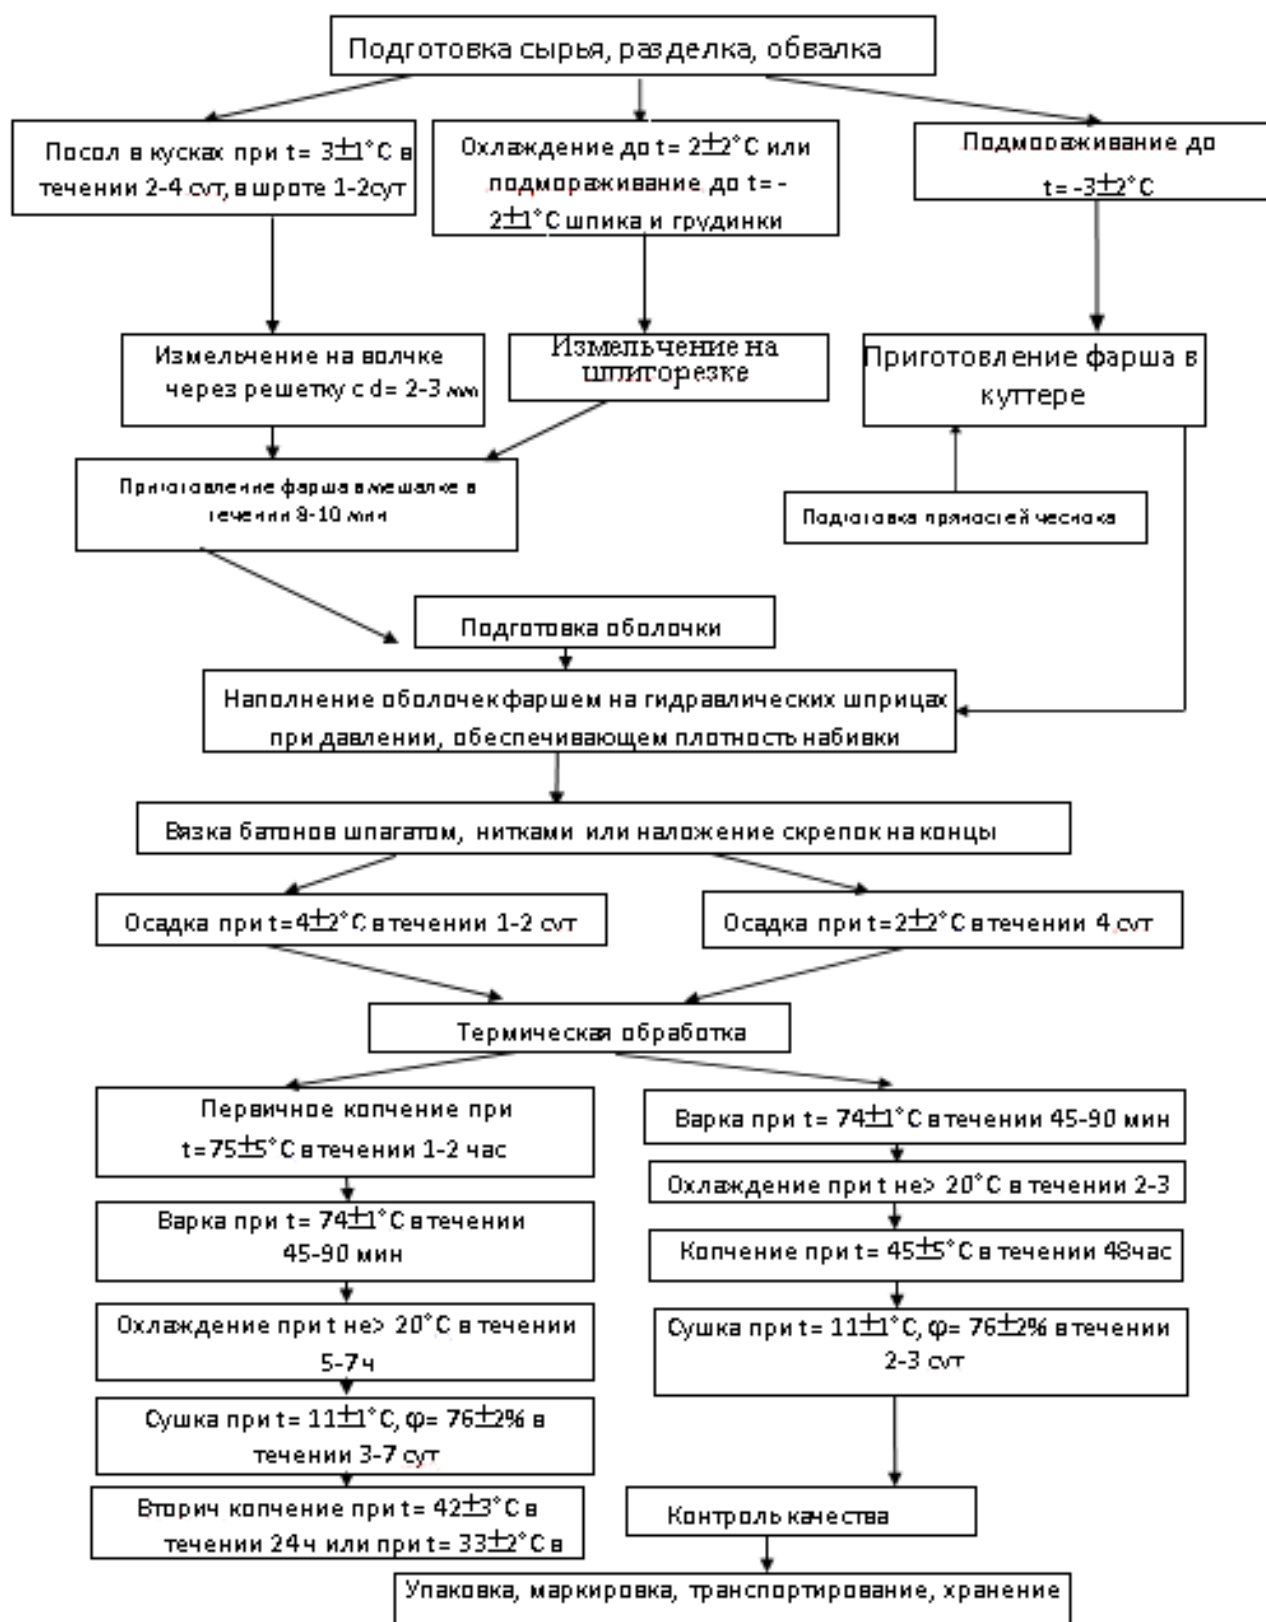 Подготовка сырья, разделка, обвалка
Посол в кусках при t= 3±1°C в
течении 2-4 сут, в шроте 1-2сут
Охлаждение до t= 2±2°C или
подмораживание до t= -
2±1°C шпика и грудинки
Подмораживание до
t= -3±2°C
Измельчение на волчке
через решетку с d= 2-3 мм
Измельчение на
шпигорезке
Приготовление фарша в
куттере
Приготовление фарша в мешалке в
течении 8-10 мин
Подготовка пряностей чеснока
Подготовка оболочки
Наполнение оболочек фаршем на гидравлических шприцах
при давлении, обеспечивающем плотность набивки
Вязка батонов шпагатом, нитками или наложение скрепок на концы
Осадка при t=4±2°C в течении 1-2 сут
Осадка при t=2±2°C в течении 4 сут
Термическая обработка
Первичное копчение при
t=75±5°C в течении 1-2 час
Варка при t= 74±1°C в течении
45-90 мин
Охлаждение при t не> 20°C в течении
5-7 ч
Сушка при t= 11±1°C, φ= 76±2% в
течении 3-7 сут
Вторич копчение при t= 42±3°C в
течении 24 ч или при t= 33±2°C в
Варка при t= 74±1°C в течении 45-90 мин
Охлаждение при t не> 20°C в течении 2-3
Копчение при t= 45±5°C в течении 48час
Сушка при t= 11±1°C, φ= 76±2% в течении
2-3 сут
Контроль качества
Упаковка, маркировка, транспортирование, хранение